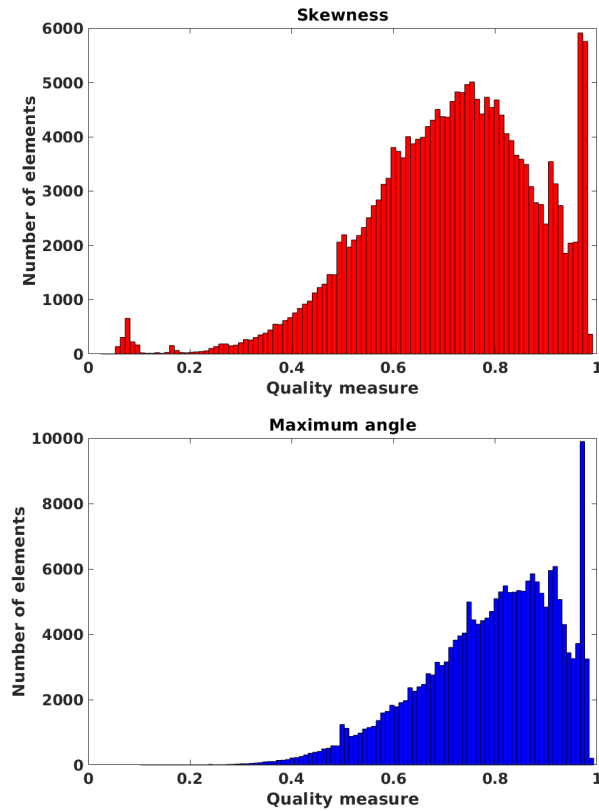 Skewness
6000
5000
4000
3000
2000
1000
0
Number of elements
0 0.2 0.4 0.6 0.8 1
Quality measure
Maximum angle
10000
8000
6000
4000
2000
0
Number of elements
0 0.2 0.4 0.6 0.8 1
Quality measure